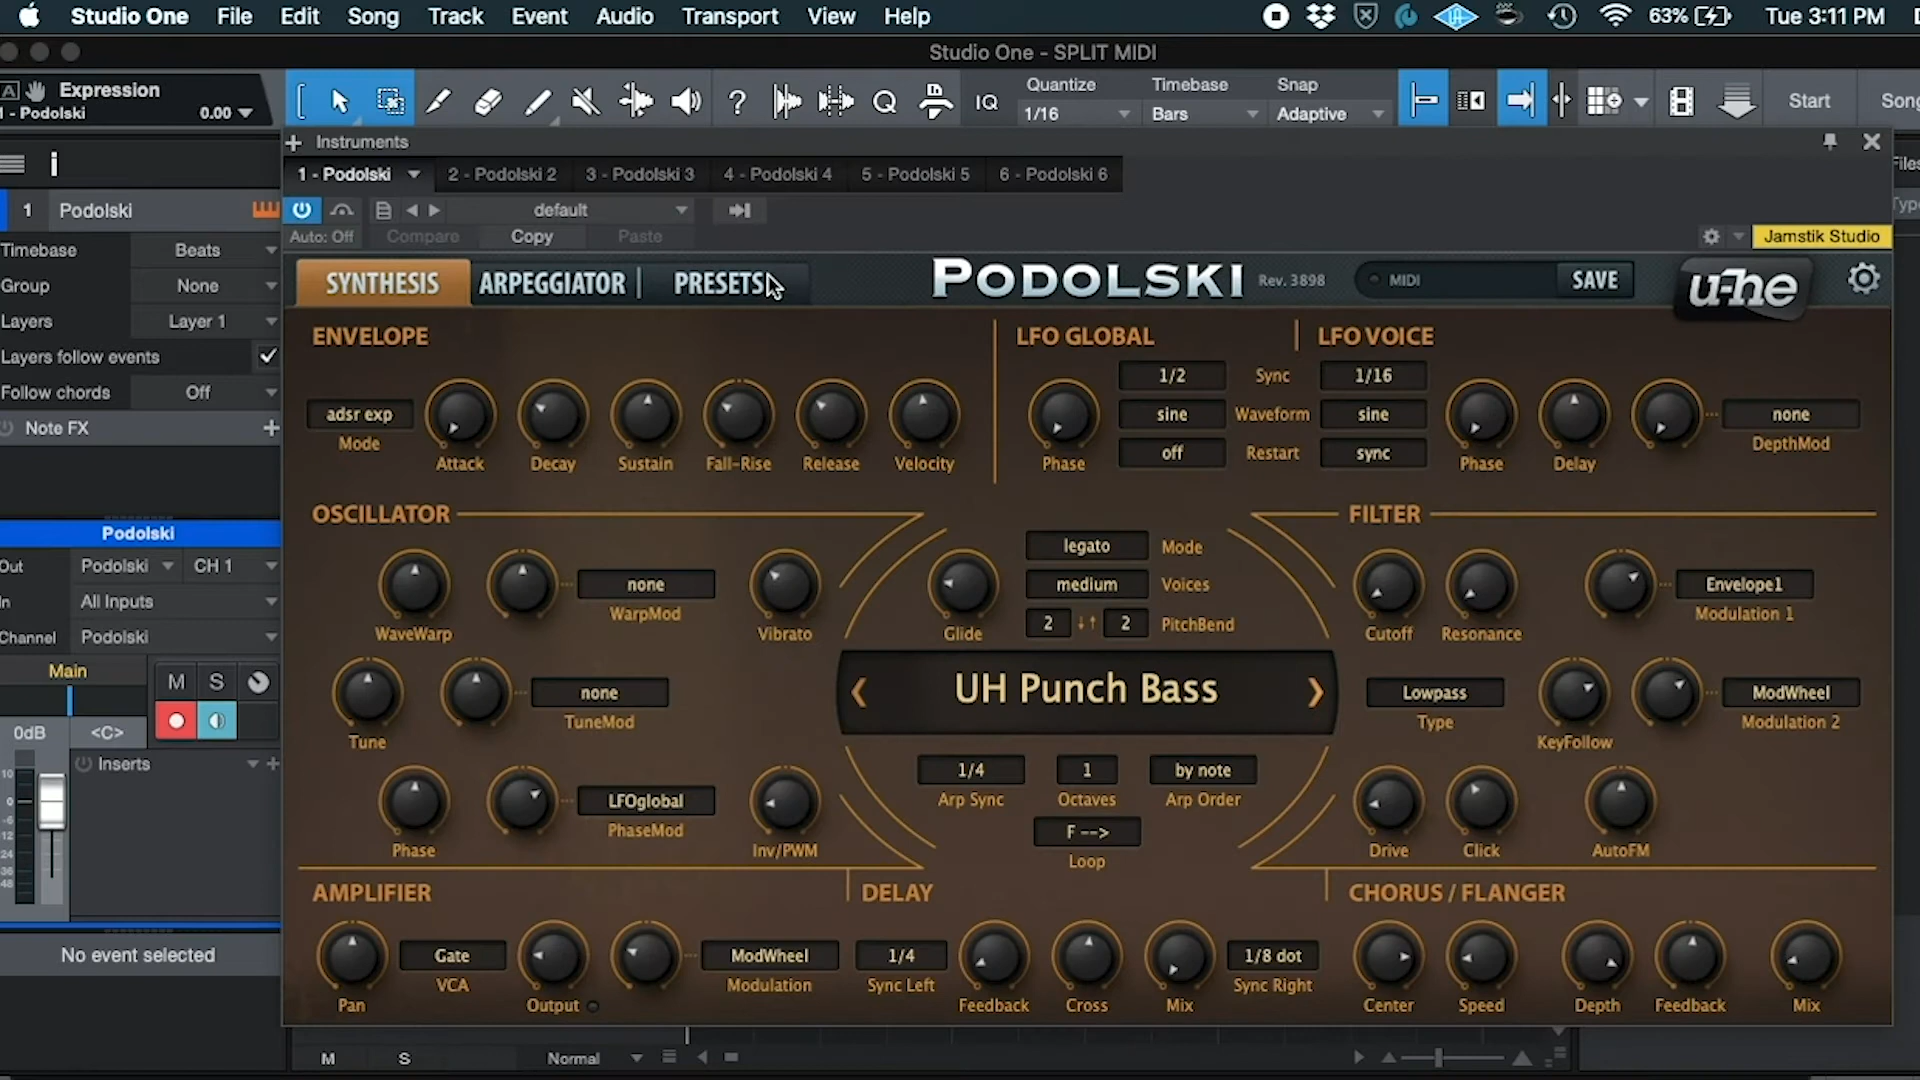 Studio One File Edit Song Track Event Audio Transport View Help 63% Tue 3:11 PM
Studio One - SPLIT MIDI
A Expression
1 - Podolski 0.00
IQ
Quantize Timebase Snap
1/16 Bars Adaptive
Start Song
Instruments
Files
1 - Podolski 2 - Podolski 2 3 - Podolski 3 4 - Podolski 4 5 - Podolski 5 6 - Podolski 6
1 Podolski
default
Auto: Off Compare Copy Paste
Jamstik Studio
Timebase Beats
Group None
Layers Layer 1
Layers follow events
Follow chords Off
Note FX
Podolski
Out Podolski CH 1
In All Inputs
Channel Podolski
Main
M S
0dB <C>
Inserts
10
0
-6
12
24
36
48
No event selected
SYNTHESIS ARPEGGIATOR PRESETS PODOLSKI Rev. 3898 MIDI SAVE u-he
ENVELOPE LFO GLOBAL LFO VOICE
1/2 Sync 1/16
adsr exp sine Waveform sine none
Mode DepthMod
off Restart sync
Attack Decay Sustain Fall-Rise Release Velocity Phase Phase Delay
OSCILLATOR FILTER
legato Mode
none medium Voices Envelope1
WarpMod Modulation 1
2 ↓↑ 2 PitchBend
WaveWarp Vibrato Glide Cutoff Resonance
UH Punch Bass
none Lowpass ModWheel
TuneMod Type Modulation 2
Tune KeyFollow
1/4 1 by note
Arp Sync Octaves Arp Order
LFOglobal
PhaseMod
F -->
Loop
Phase Inv/PWM Drive Click AutoFM
AMPLIFIER DELAY CHORUS / FLANGER
Gate ModWheel 1/4 1/8 dot
VCA Modulation Sync Left Sync Right
Pan Output Feedback Cross Mix Center Speed Depth Feedback Mix
M S Normal